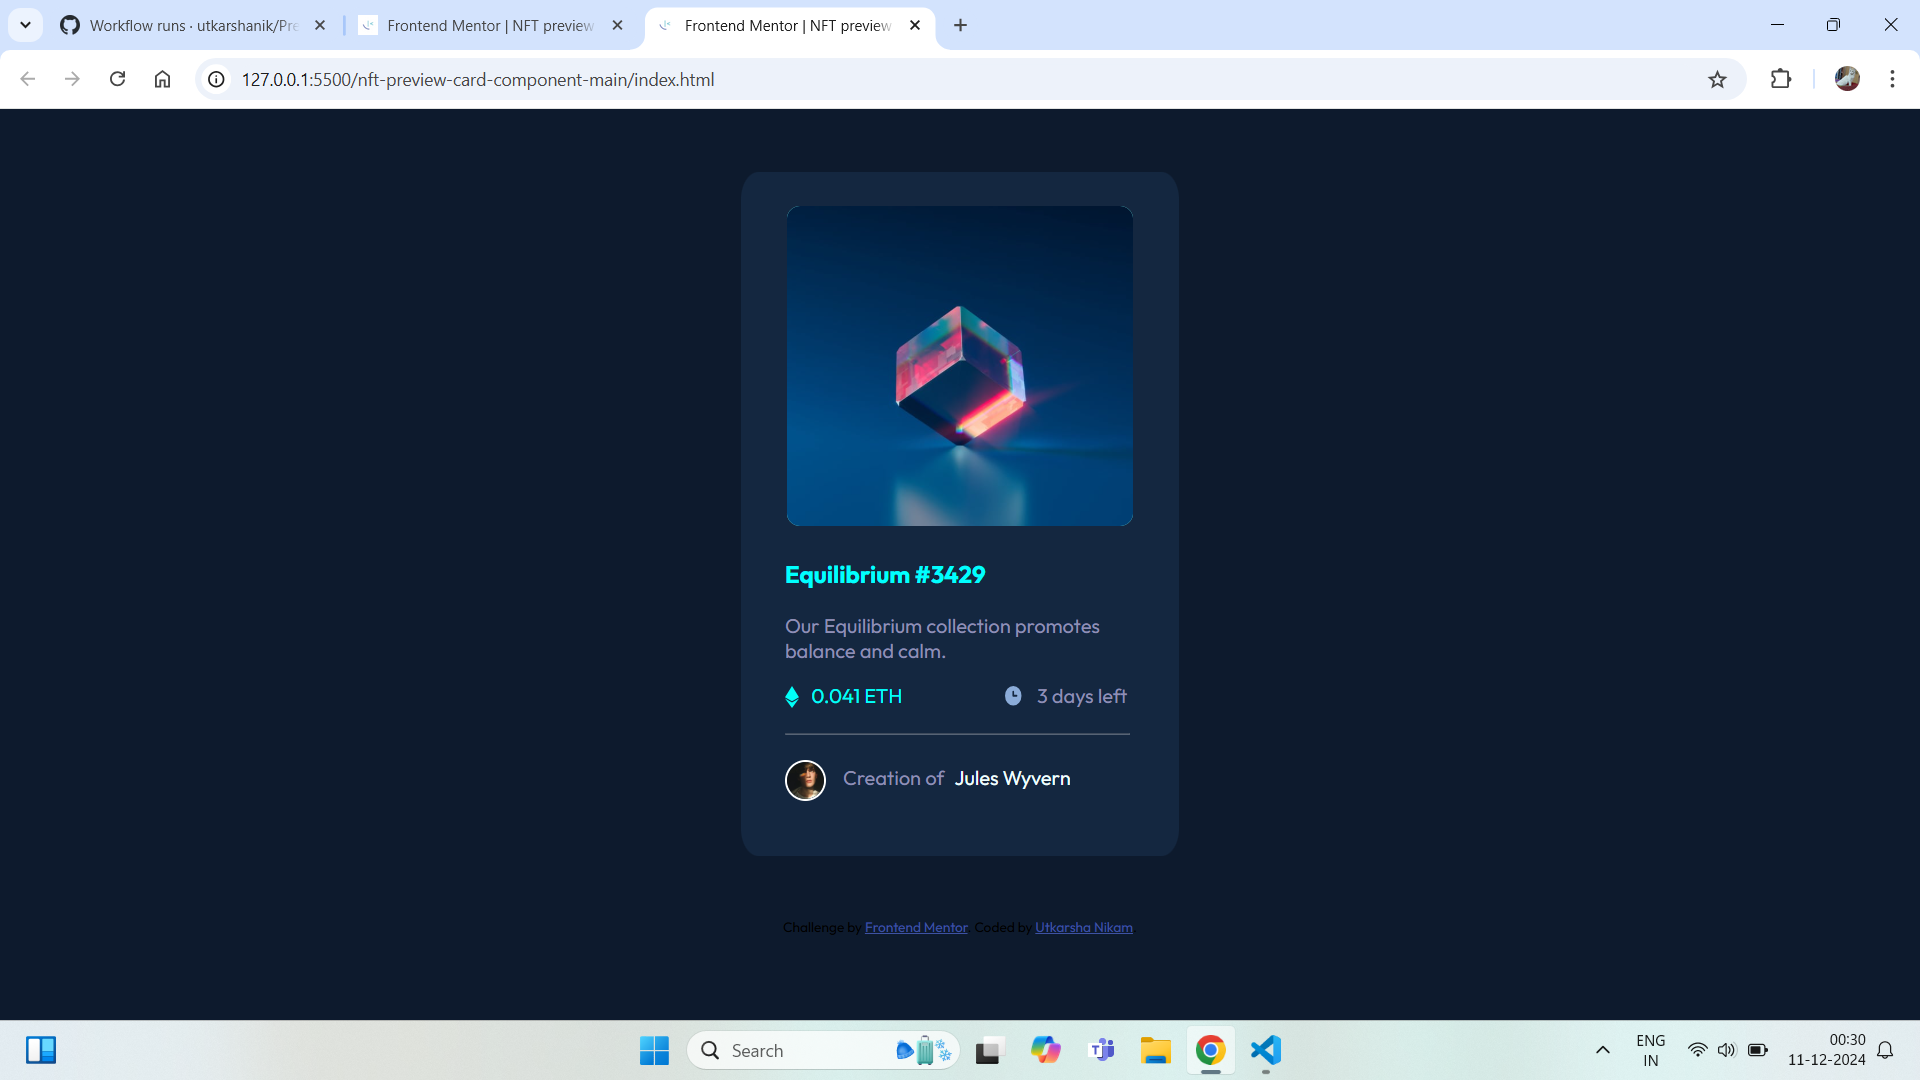 Workflow runs · utkarshanik/Pre
Frontend Mentor | NFT preview
Frontend Mentor | NFT preview
127.0.0.1:5500/nft-preview-card-component-main/index.html
Equilibrium #3429
Our Equilibrium collection promotes
balance and calm.
0.041 ETH
3 days left
Creation of Jules Wyvern
Challenge by Frontend Mentor. Coded by Utkarsha Nikam.
Search
ENG
IN
00:30
11-12-2024